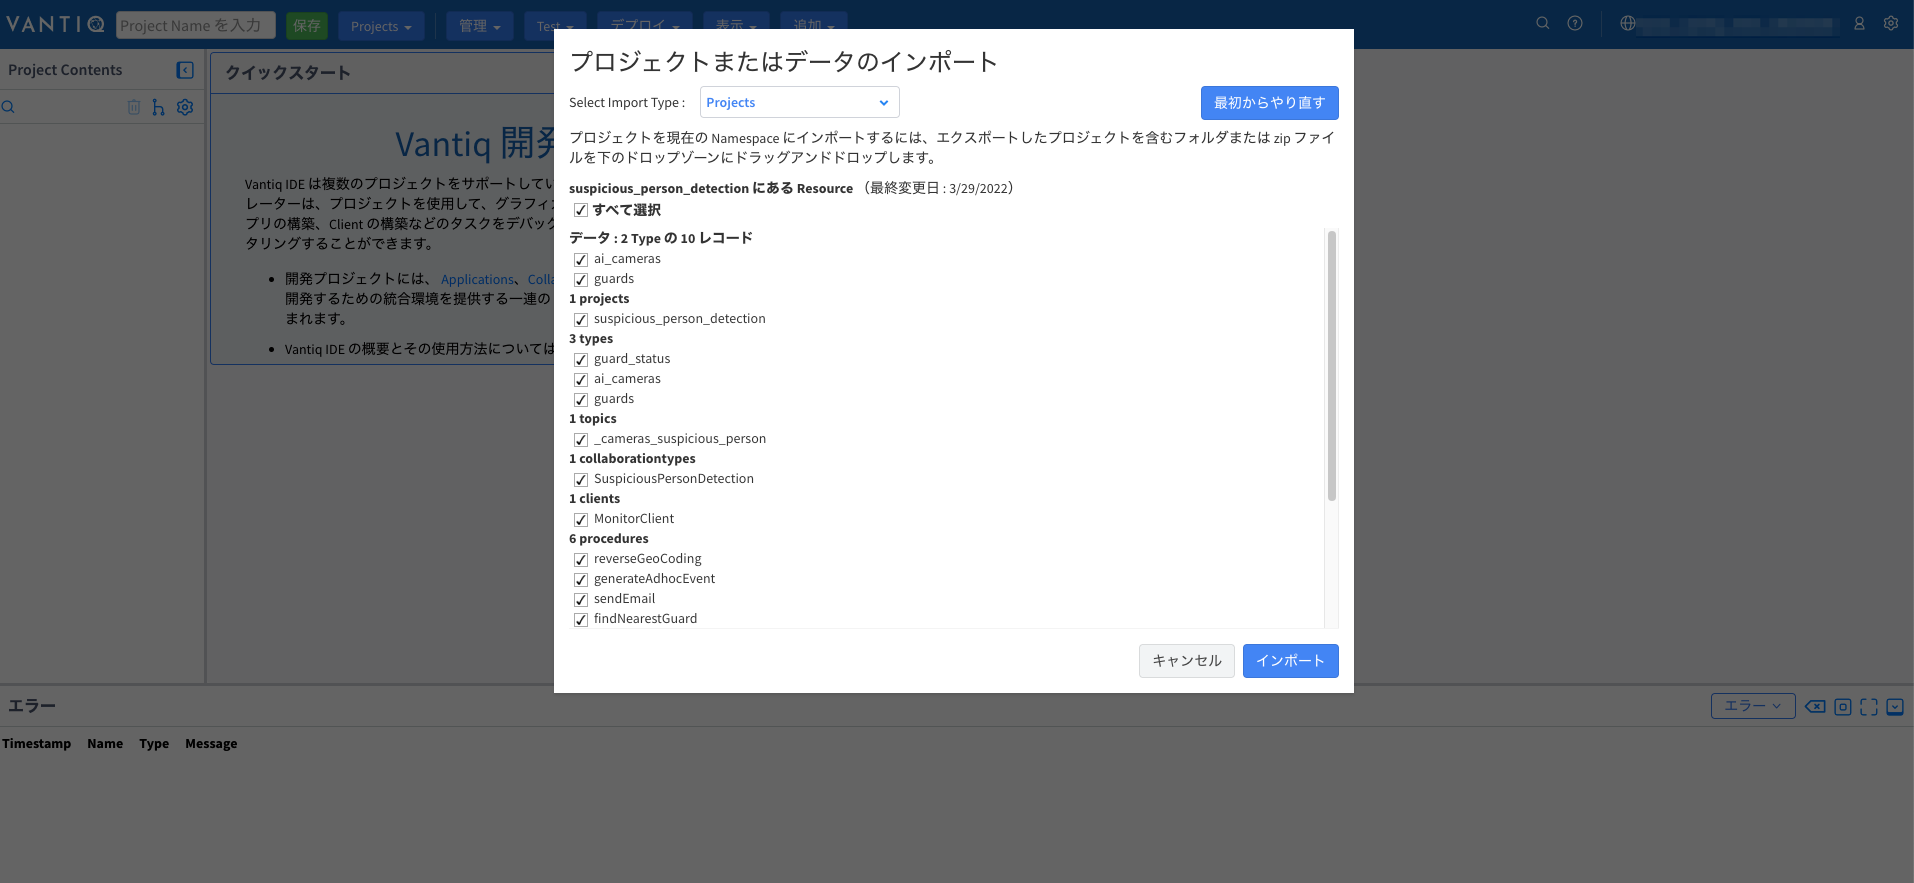 VANTIQ
Project Name を入力
保存
Projects
管理
Test
デプロイ
表示
追加
Project Contents
クイックスタート
Vantiq 開発
Vantiq IDE は複数のプロジェクトをサポートしてい
レーターは、プロジェクトを使用して、グラフィカ
プリの構築、Client の構築などのタスクをデバック
タリングすることができます。
• 開発プロジェクトには、 Applications、Colla
開発するための統合環境を提供する一連の
まれます。
• Vantiq IDE の概要とその使用方法については
プロジェクトまたはデータのインポート
Select Import Type :
Projects
最初からやり直す
プロジェクトを現在の Namespace にインポートするには、エクスポートしたプロジェクトを含むフォルダまたは zip ファイ
ルを下のドロップゾーンにドラッグアンドドロップします。
suspicious_person_detection にある Resource （最終変更日 : 3/29/2022）
すべて選択
データ : 2 Type の 10 レコード
ai_cameras
guards
1 projects
suspicious_person_detection
3 types
guard_status
ai_cameras
guards
1 topics
_cameras_suspicious_person
1 collaborationtypes
SuspiciousPersonDetection
1 clients
MonitorClient
6 procedures
reverseGeoCoding
generateAdhocEvent
sendEmail
findNearestGuard
キャンセル
インポート
エラー
エラー
Timestamp Name Type Message